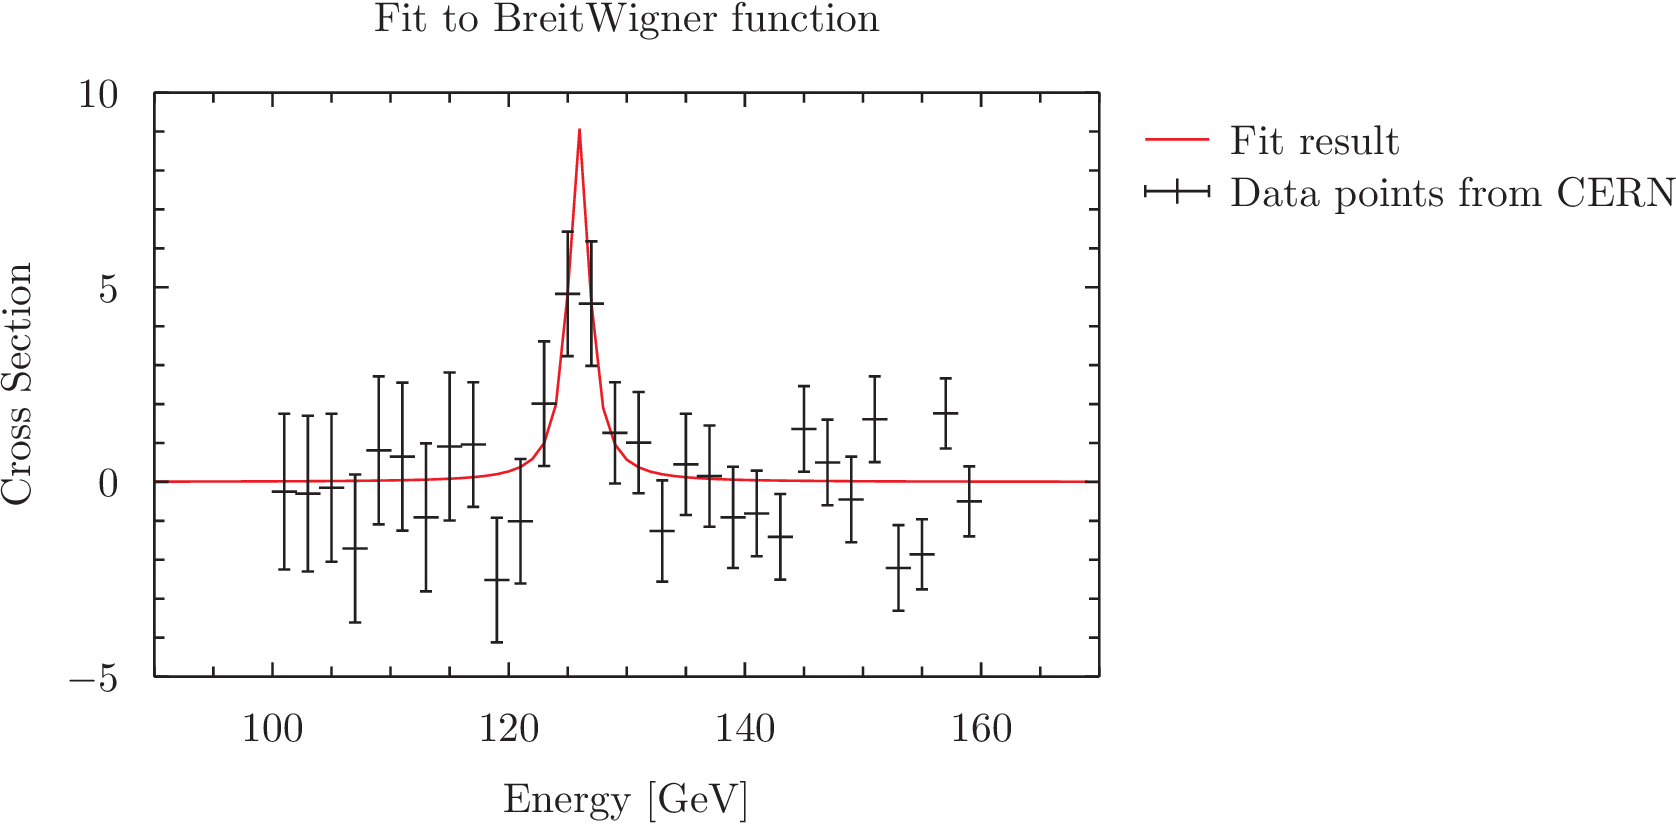 Fit to BreitWigner function
10
5
0
−5
Cross Section
100 120 140 160
Energy [GeV]
Fit result
Data points from CERN